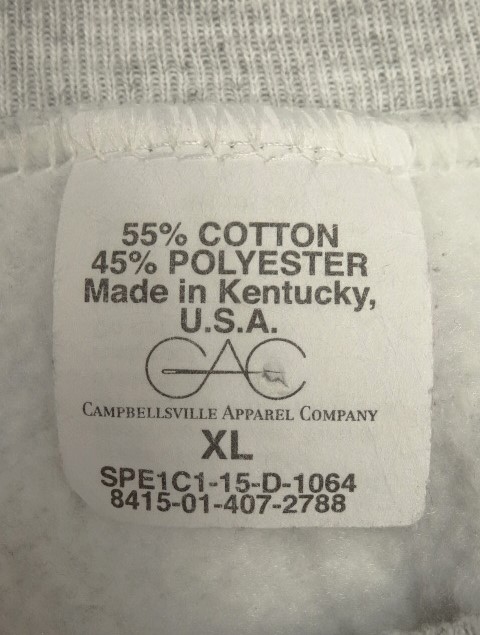 55% COTTON
45% POLYESTER
Made in Kentucky,
U.S.A.
CAC
CAMPBELLSVILLE APPAREL COMPANY
XL
SPE1C1-15-D-1064
8415-01-407-2788